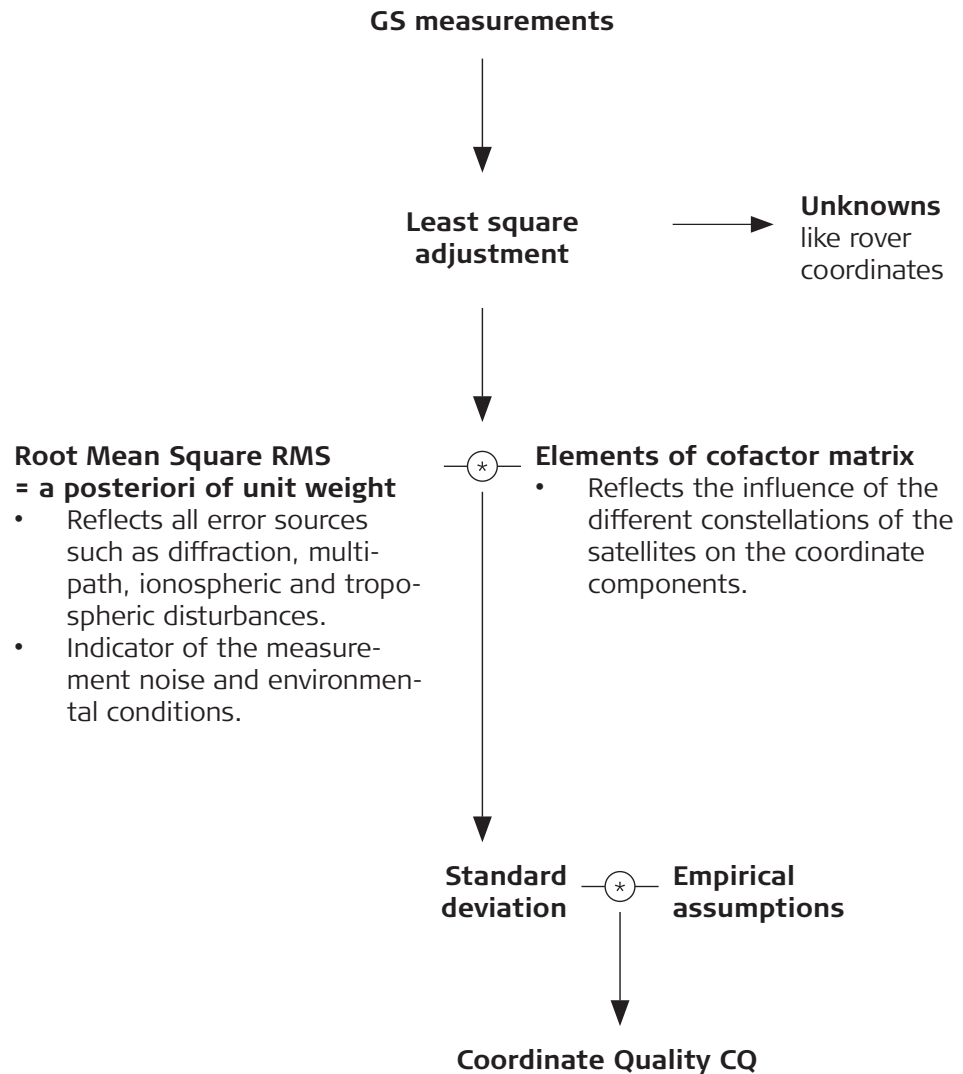 GS measurements
Least square
adjustment
Unknowns
like rover
coordinates
Root Mean Square RMS
= a posteriori of unit weight
• Reflects all error sources
such as diffraction, multi-
path, ionospheric and tropo-
spheric disturbances.
• Indicator of the measure-
ment noise and environmen-
tal conditions.
*
Elements of cofactor matrix
• Reflects the influence of the
different constellations of the
satellites on the coordinate
components.
Standard
deviation
*
Empirical
assumptions
Coordinate Quality CQ